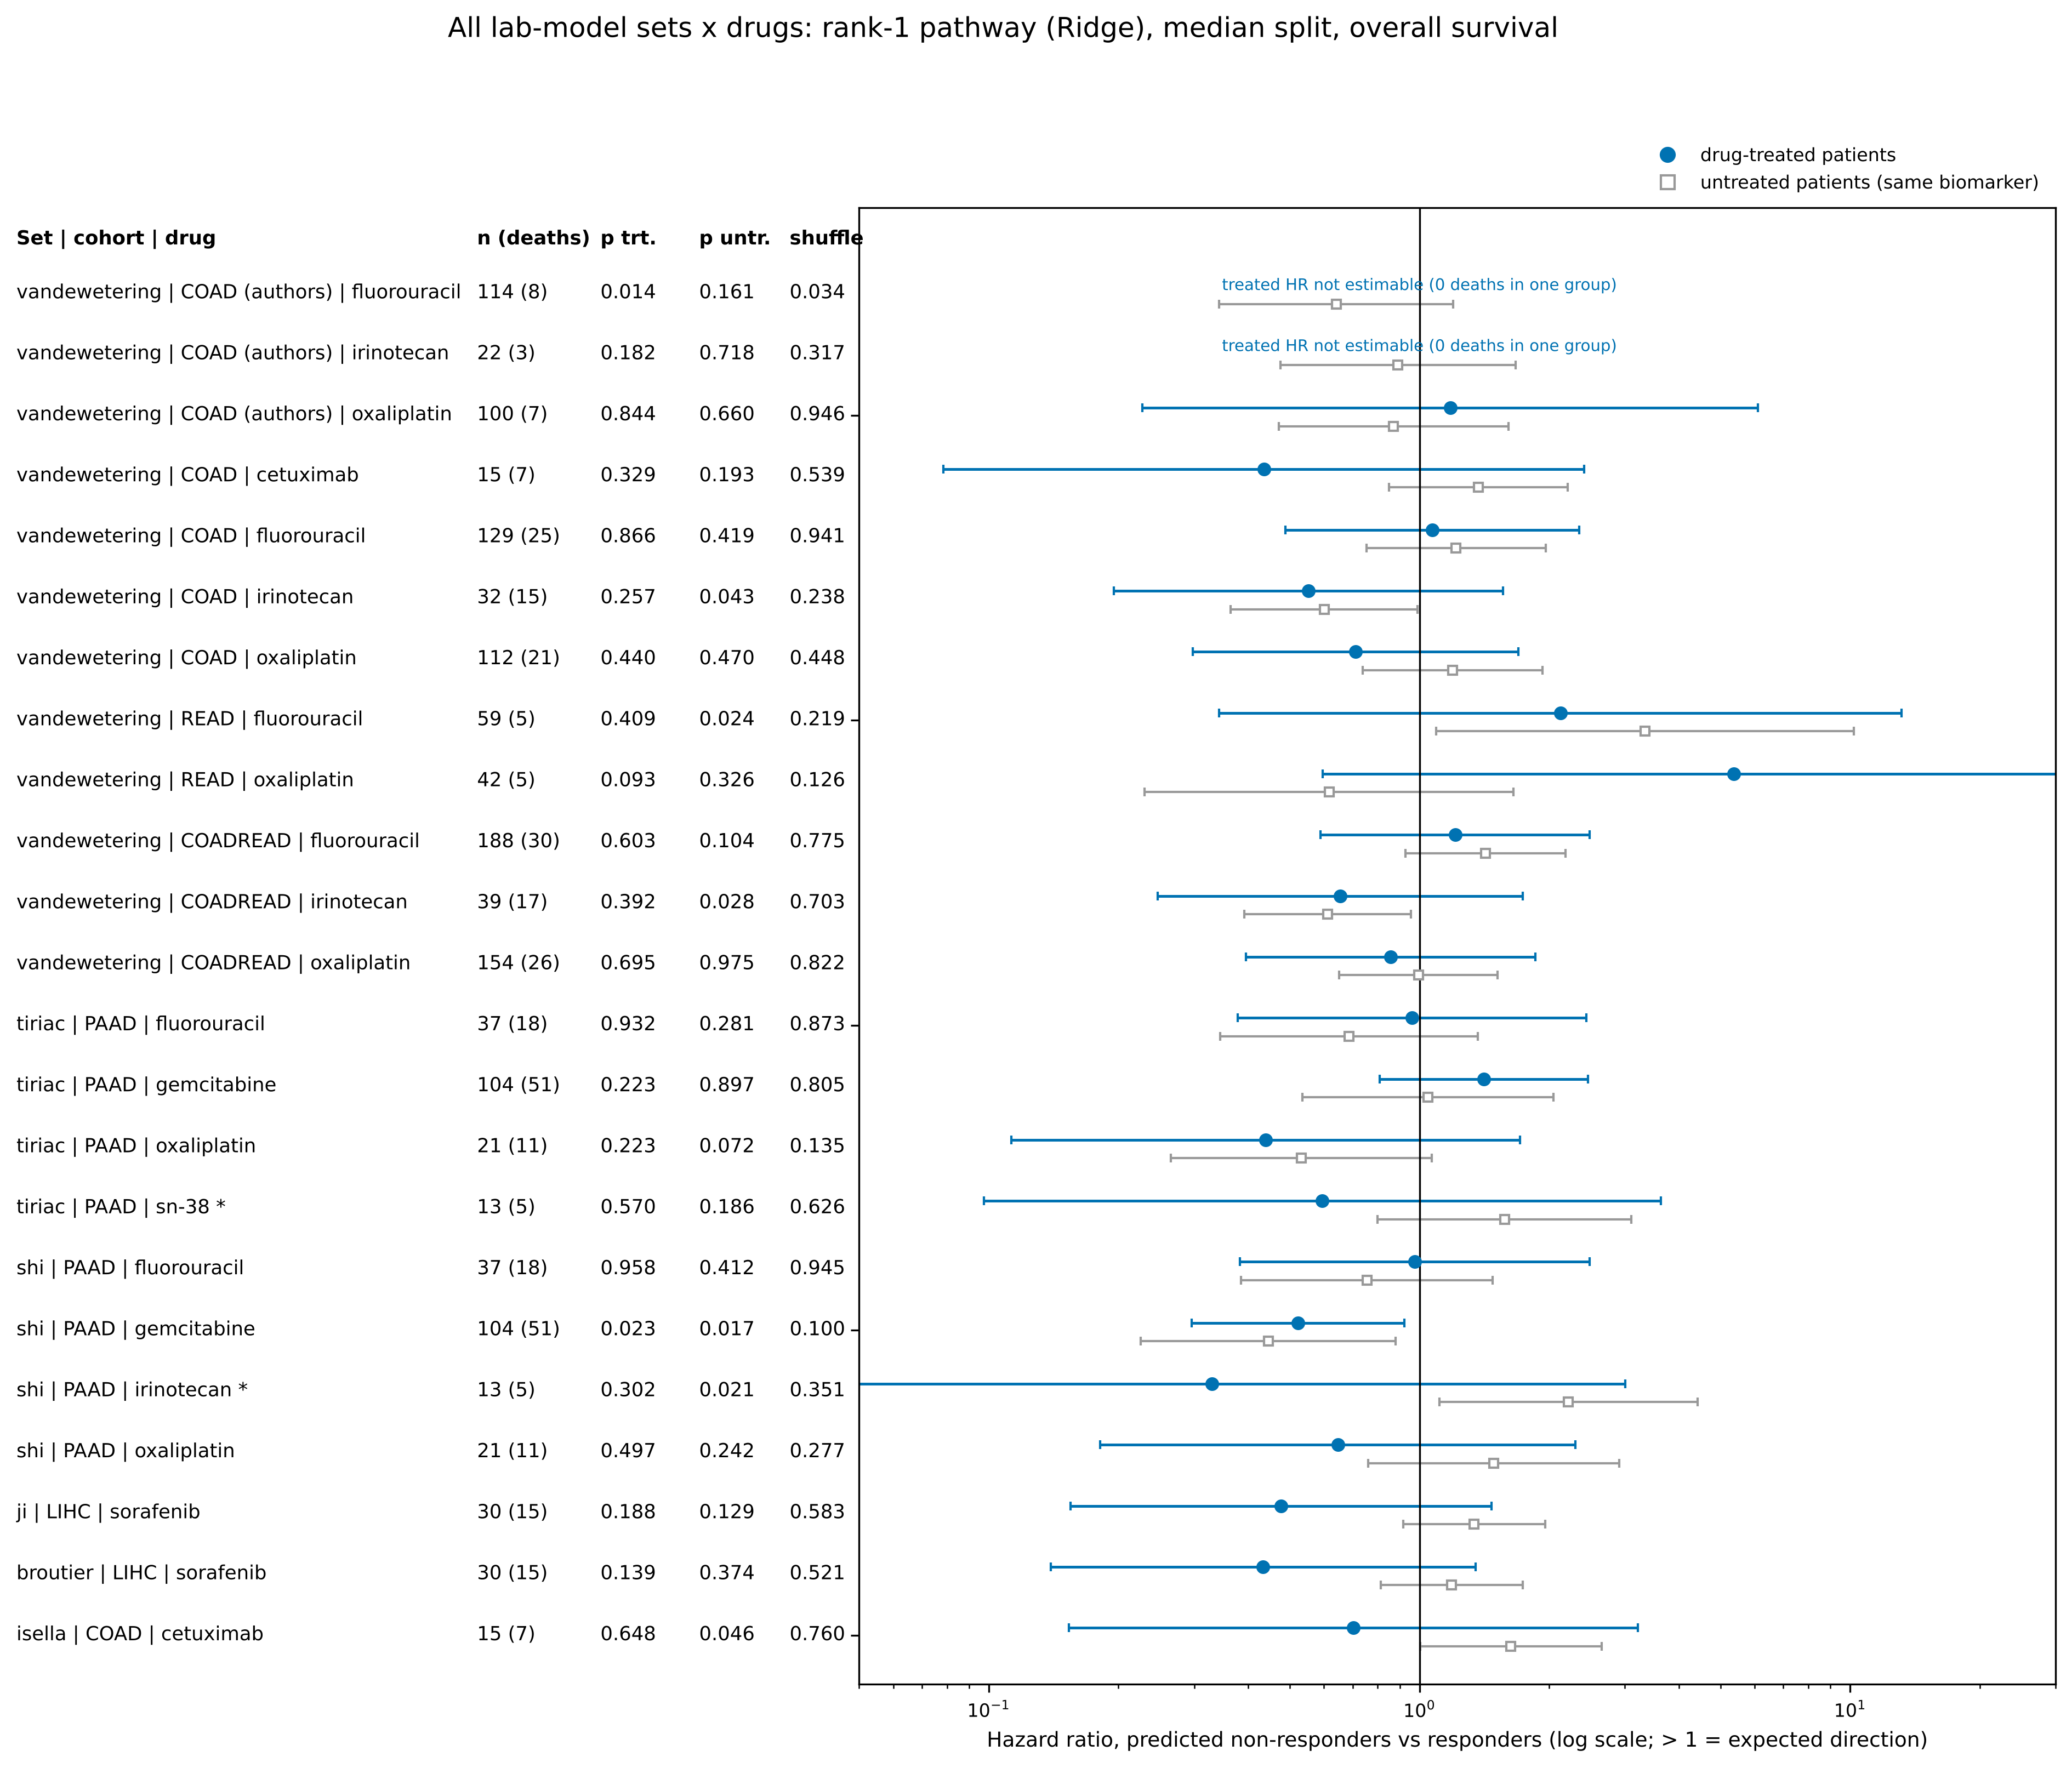 All lab-model sets x drugs: rank-1 pathway (Ridge), median split, overall survival
drug-treated patients
untreated patients (same biomarker)
Set | cohort | drug n (deaths) p trt. p untr. shuffle
vandewetering | COAD (authors) | fluorouracil 114 (8) 0.014 0.161 0.034 treated HR not estimable (0 deaths in one group)
vandewetering | COAD (authors) | irinotecan 22 (3) 0.182 0.718 0.317 treated HR not estimable (0 deaths in one group)
vandewetering | COAD (authors) | oxaliplatin 100 (7) 0.844 0.660 0.946
vandewetering | COAD | cetuximab 15 (7) 0.329 0.193 0.539
vandewetering | COAD | fluorouracil 129 (25) 0.866 0.419 0.941
vandewetering | COAD | irinotecan 32 (15) 0.257 0.043 0.238
vandewetering | COAD | oxaliplatin 112 (21) 0.440 0.470 0.448
vandewetering | READ | fluorouracil 59 (5) 0.409 0.024 0.219
vandewetering | READ | oxaliplatin 42 (5) 0.093 0.326 0.126
vandewetering | COADREAD | fluorouracil 188 (30) 0.603 0.104 0.775
vandewetering | COADREAD | irinotecan 39 (17) 0.392 0.028 0.703
vandewetering | COADREAD | oxaliplatin 154 (26) 0.695 0.975 0.822
tiriac | PAAD | fluorouracil 37 (18) 0.932 0.281 0.873
tiriac | PAAD | gemcitabine 104 (51) 0.223 0.897 0.805
tiriac | PAAD | oxaliplatin 21 (11) 0.223 0.072 0.135
tiriac | PAAD | sn-38 * 13 (5) 0.570 0.186 0.626
shi | PAAD | fluorouracil 37 (18) 0.958 0.412 0.945
shi | PAAD | gemcitabine 104 (51) 0.023 0.017 0.100
shi | PAAD | irinotecan * 13 (5) 0.302 0.021 0.351
shi | PAAD | oxaliplatin 21 (11) 0.497 0.242 0.277
ji | LIHC | sorafenib 30 (15) 0.188 0.129 0.583
broutier | LIHC | sorafenib 30 (15) 0.139 0.374 0.521
isella | COAD | cetuximab 15 (7) 0.648 0.046 0.760
10⁻¹ 10⁰ 10¹
Hazard ratio, predicted non-responders vs responders (log scale; > 1 = expected direction)